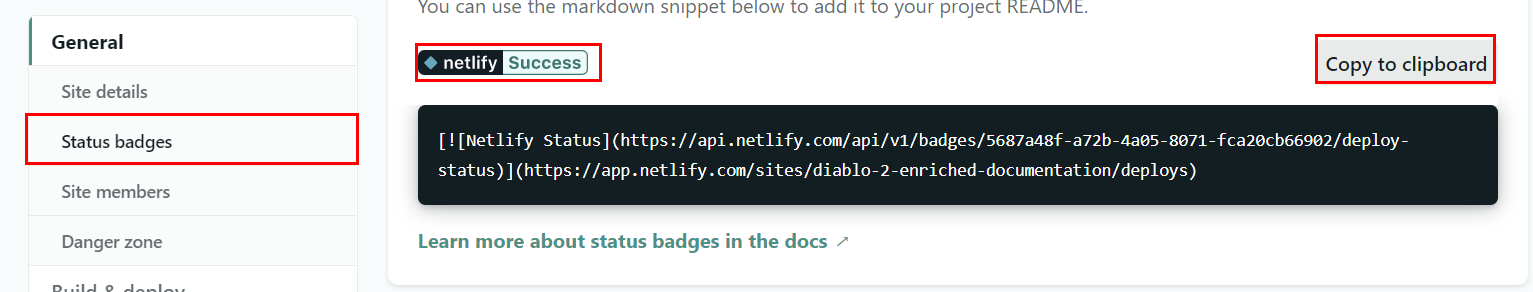 You can use the markdown snippet below to add it to your project README.
General
Site details
Status badges
Site members
Danger zone
Build & deploy
netlify Success
Copy to clipboard
[![Netlify Status](https://api.netlify.com/api/v1/badges/5687a48f-a72b-4a05-8071-fca20cb66902/deploy-
status)](https://app.netlify.com/sites/diablo-2-enriched-documentation/deploys)
Learn more about status badges in the docs ↗